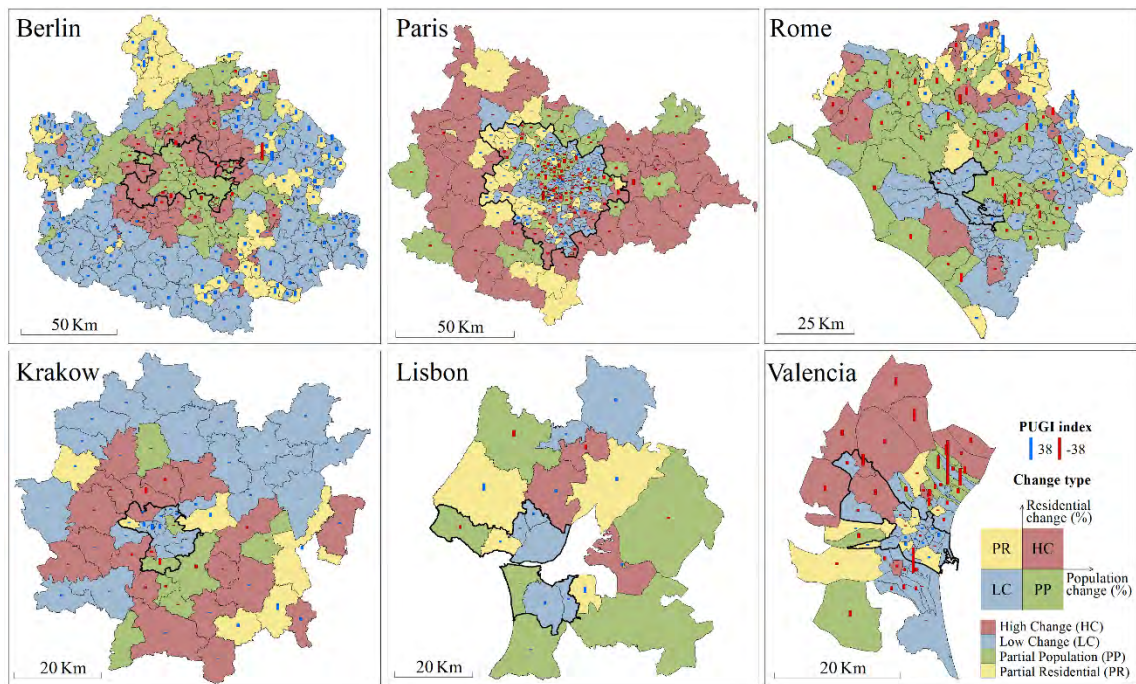 Berlin
50 Km
Paris
50 Km
Rome
25 Km
Krakow
20 Km
Lisbon
20 Km
Valencia
20 Km
PUGI index
38 -38
Change type
Residential
change (%)
PR HC
LC PP
Population
change (%)
High Change (HC)
Low Change (LC)
Partial Population (PP)
Partial Residential (PR)